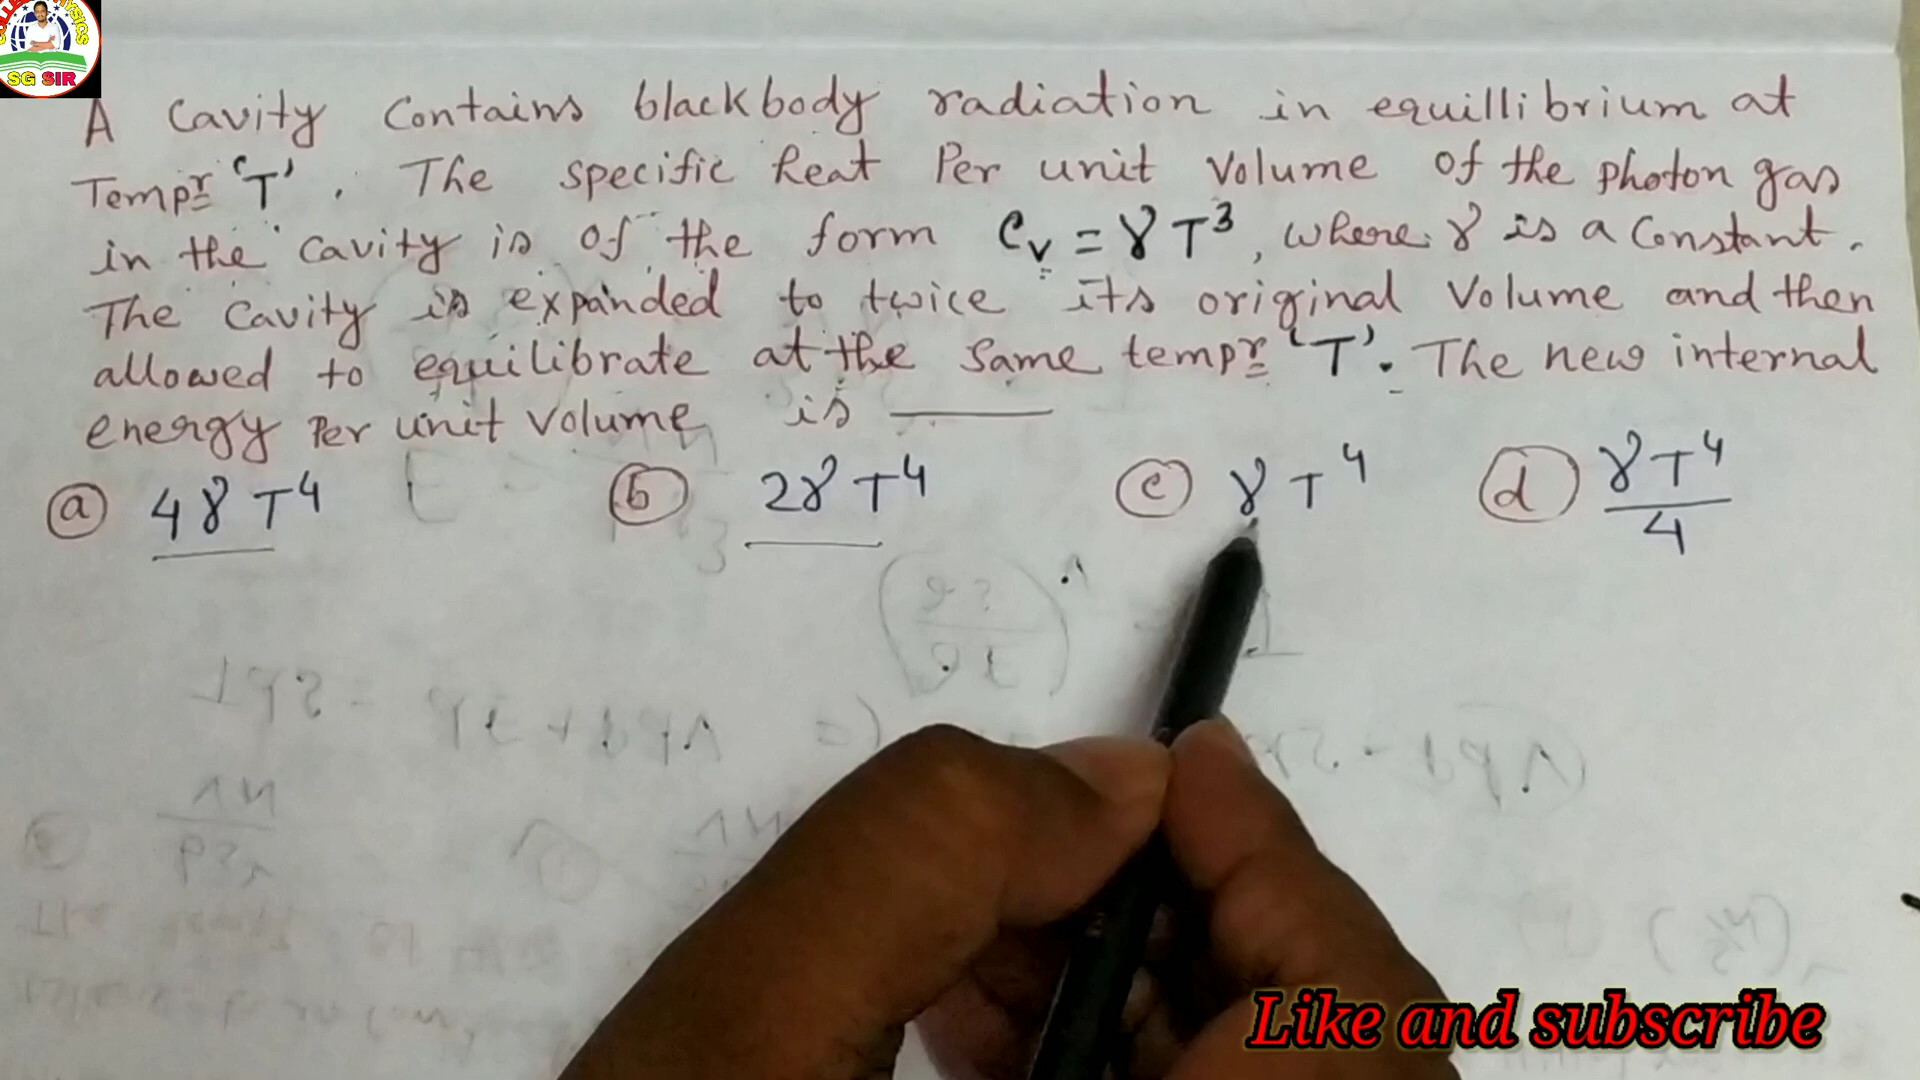 SG SIR
A Cavity Contains blackbody radiation in equillibrium at
Tempr 'T'. The specific heat Per unit Volume of the photon gas
in the cavity is of the form Cv = γT³, where γ is a Constant.
The Cavity is expanded to twice its original Volume and then
allowed to equilibrate at the same tempr 'T'. The new internal
energy Per unit volume is ____
ⓐ 4γT⁴ ⓑ 2γT⁴ ⓒ γT⁴ ⓓ γT⁴/4
Like and subscribe